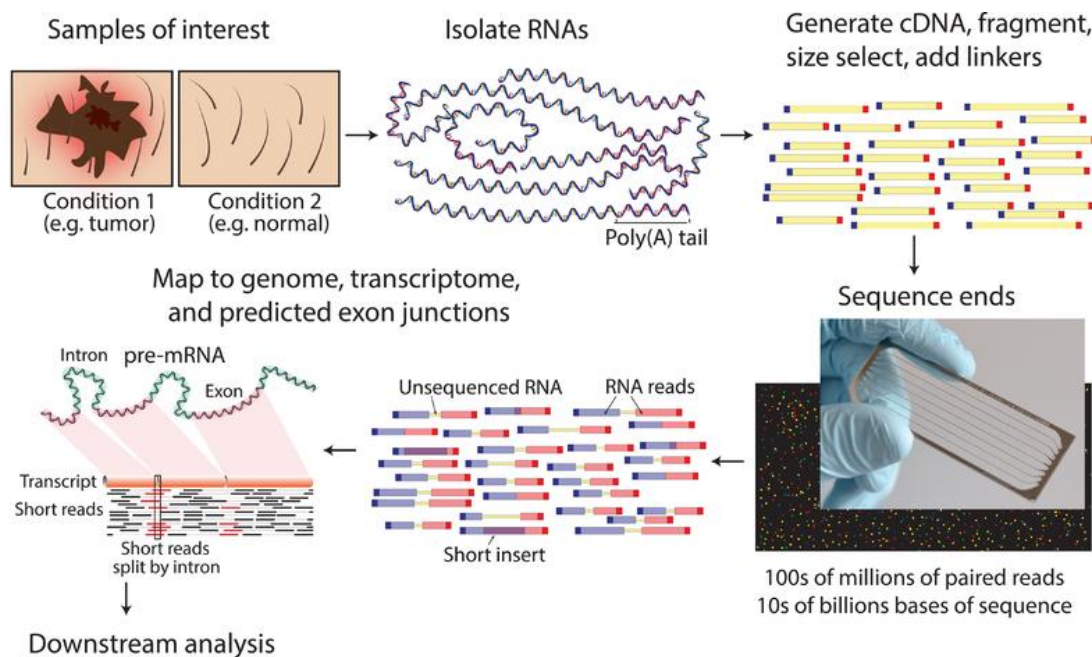 Samples of interest
Condition 1
(e.g. tumor)
Condition 2
(e.g. normal)
Isolate RNAs
Poly(A) tail
Generate cDNA, fragment,
size select, add linkers
Sequence ends
100s of millions of paired reads
10s of billions bases of sequence
Unsequenced RNA
RNA reads
Short insert
Map to genome, transcriptome,
and predicted exon junctions
Intron
pre-mRNA
Exon
Transcript
Short reads
Short reads
split by intron
Downstream analysis